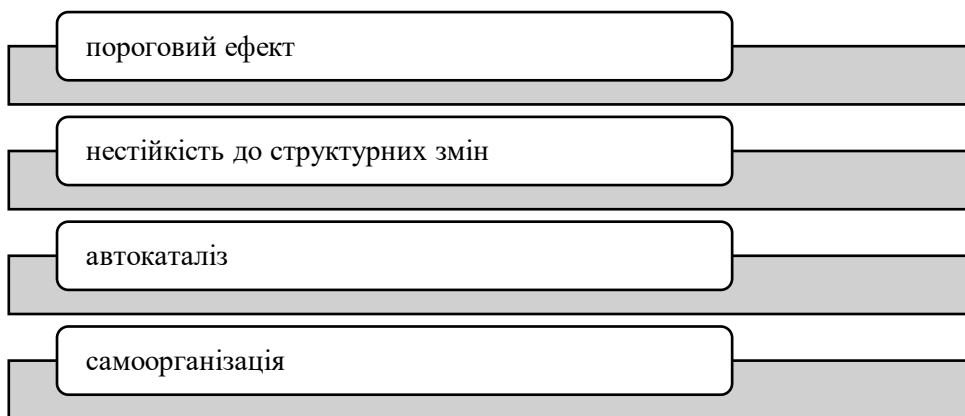 пороговий ефект
нестійкість до структурних змін
автокаталіз
самоорганізація